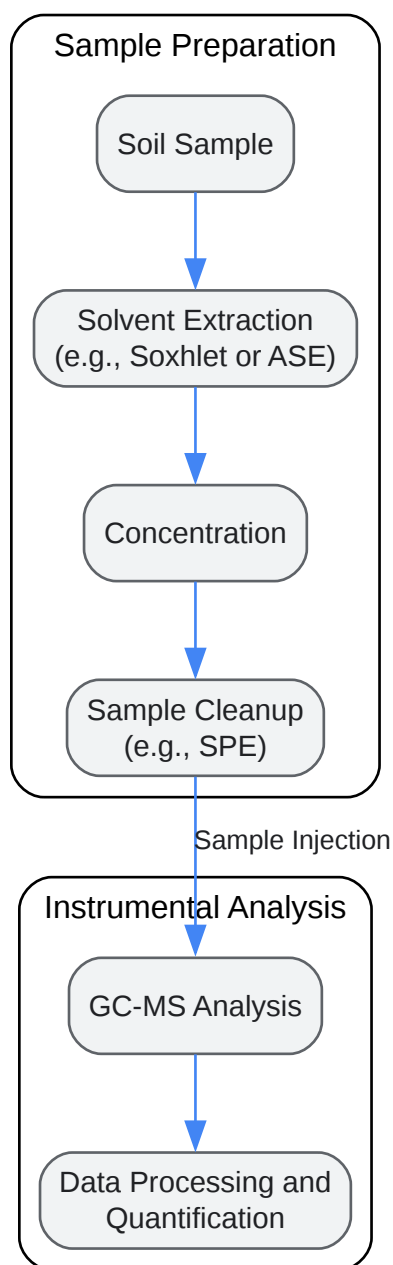 Sample Preparation
Soil Sample
Solvent Extraction
(e.g., Soxhlet or ASE)
Concentration
Sample Cleanup
(e.g., SPE)
Sample Injection
Instrumental Analysis
GC-MS Analysis
Data Processing and
Quantification